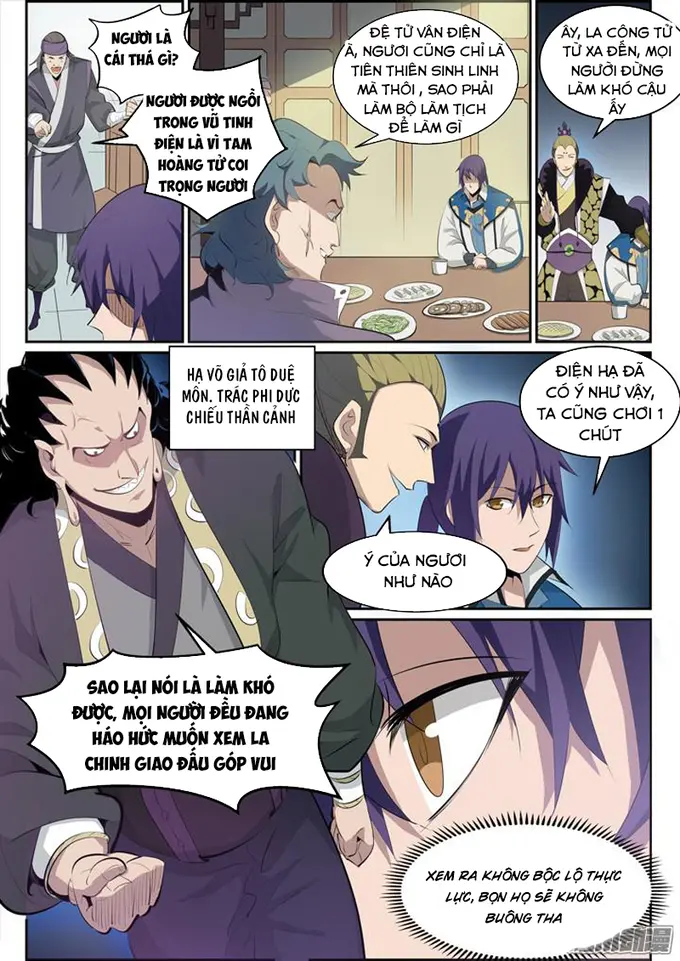 NGƯƠI LÀ
CÁI THÁ GÌ?
NGƯƠI ĐƯỢC NGỒI
TRONG VŨ TINH
ĐIỆN LÀ VÌ TAM
HOÀNG TỬ COI
TRỌNG NGƯƠI
ĐỆ TỬ VÂN ĐIỆN
À, NGƯƠI CŨNG CHỈ LÀ
TIÊN THIÊN SINH LINH
MÀ THÔI , SAO PHẢI
LÀM BỘ LÀM TỊCH
ĐỂ LÀM GÌ
ẤY, LA CÔNG TỬ
TỪ XA ĐẾN, MỌI
NGƯỜI ĐỪNG
LÀM KHÓ CẬU
ẤY
HẠ VÕ GIẢ TÔ DUỆ
MÔN. TRÁC PHI DỰC
CHIẾU THẦN CẢNH
ĐIỆN HẠ ĐÃ
CÓ Ý NHƯ VẬY,
TA CŨNG CHƠI 1
CHÚT
Ý CỦA NGƯƠI
NHƯ NÀO
SAO LẠI NÓI LÀ LÀM KHÓ
ĐƯỢC, MỌI NGƯỜI ĐỀU ĐANG
HÁO HỨC MUỐN XEM LA
CHINH GIAO ĐẤU GÓP VUI
XEM RA KHÔNG BỘC LỘ THỰC
LỰC, BỌN HỌ SẼ KHÔNG
BUÔNG THA